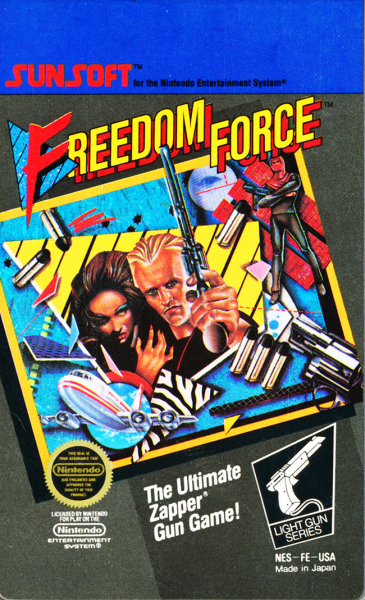 SUNSOFT™
for the Nintendo Entertainment System®
FREEDOM FORCE™
THIS SEAL IS
YOUR ASSURANCE THAT
Nintendo
HAS EVALUATED AND
APPROVED THE
QUALITY OF THIS
PRODUCT
LICENSED BY NINTENDO
FOR PLAY ON THE
Nintendo
ENTERTAINMENT
SYSTEM®
The Ultimate
Zapper®
Gun Game!
LIGHT GUN
SERIES
NES-FE-USA
Made in Japan